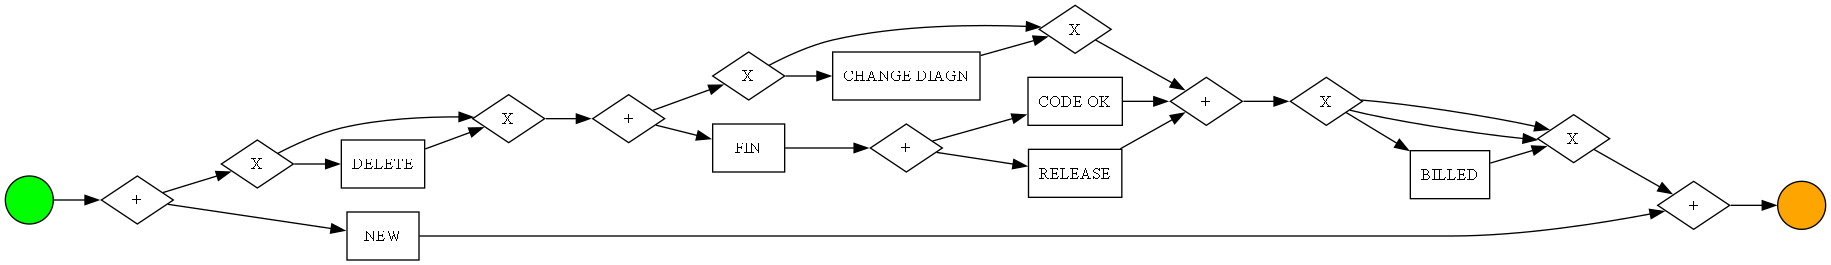 X
X
CHANGE DIAGN
CODE OK
+
X
X
+
DELETE
X
X
+
FIN
+
RELEASE
BILLED
+
NEW
+